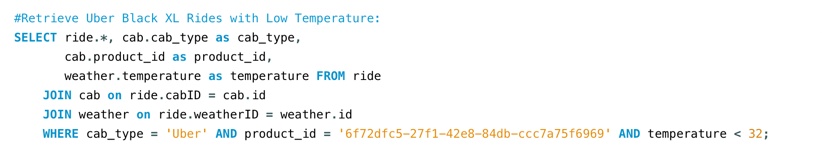 #Retrieve Uber Black XL Rides with Low Temperature:
SELECT ride.*, cab.cab_type as cab_type,
cab.product_id as product_id,
weather.temperature as temperature FROM ride
JOIN cab on ride.cabID = cab.id
JOIN weather on ride.weatherID = weather.id
WHERE cab_type = 'Uber' AND product_id = '6f72dfc5-27f1-42e8-84db-ccc7a75f6969' AND temperature < 32;